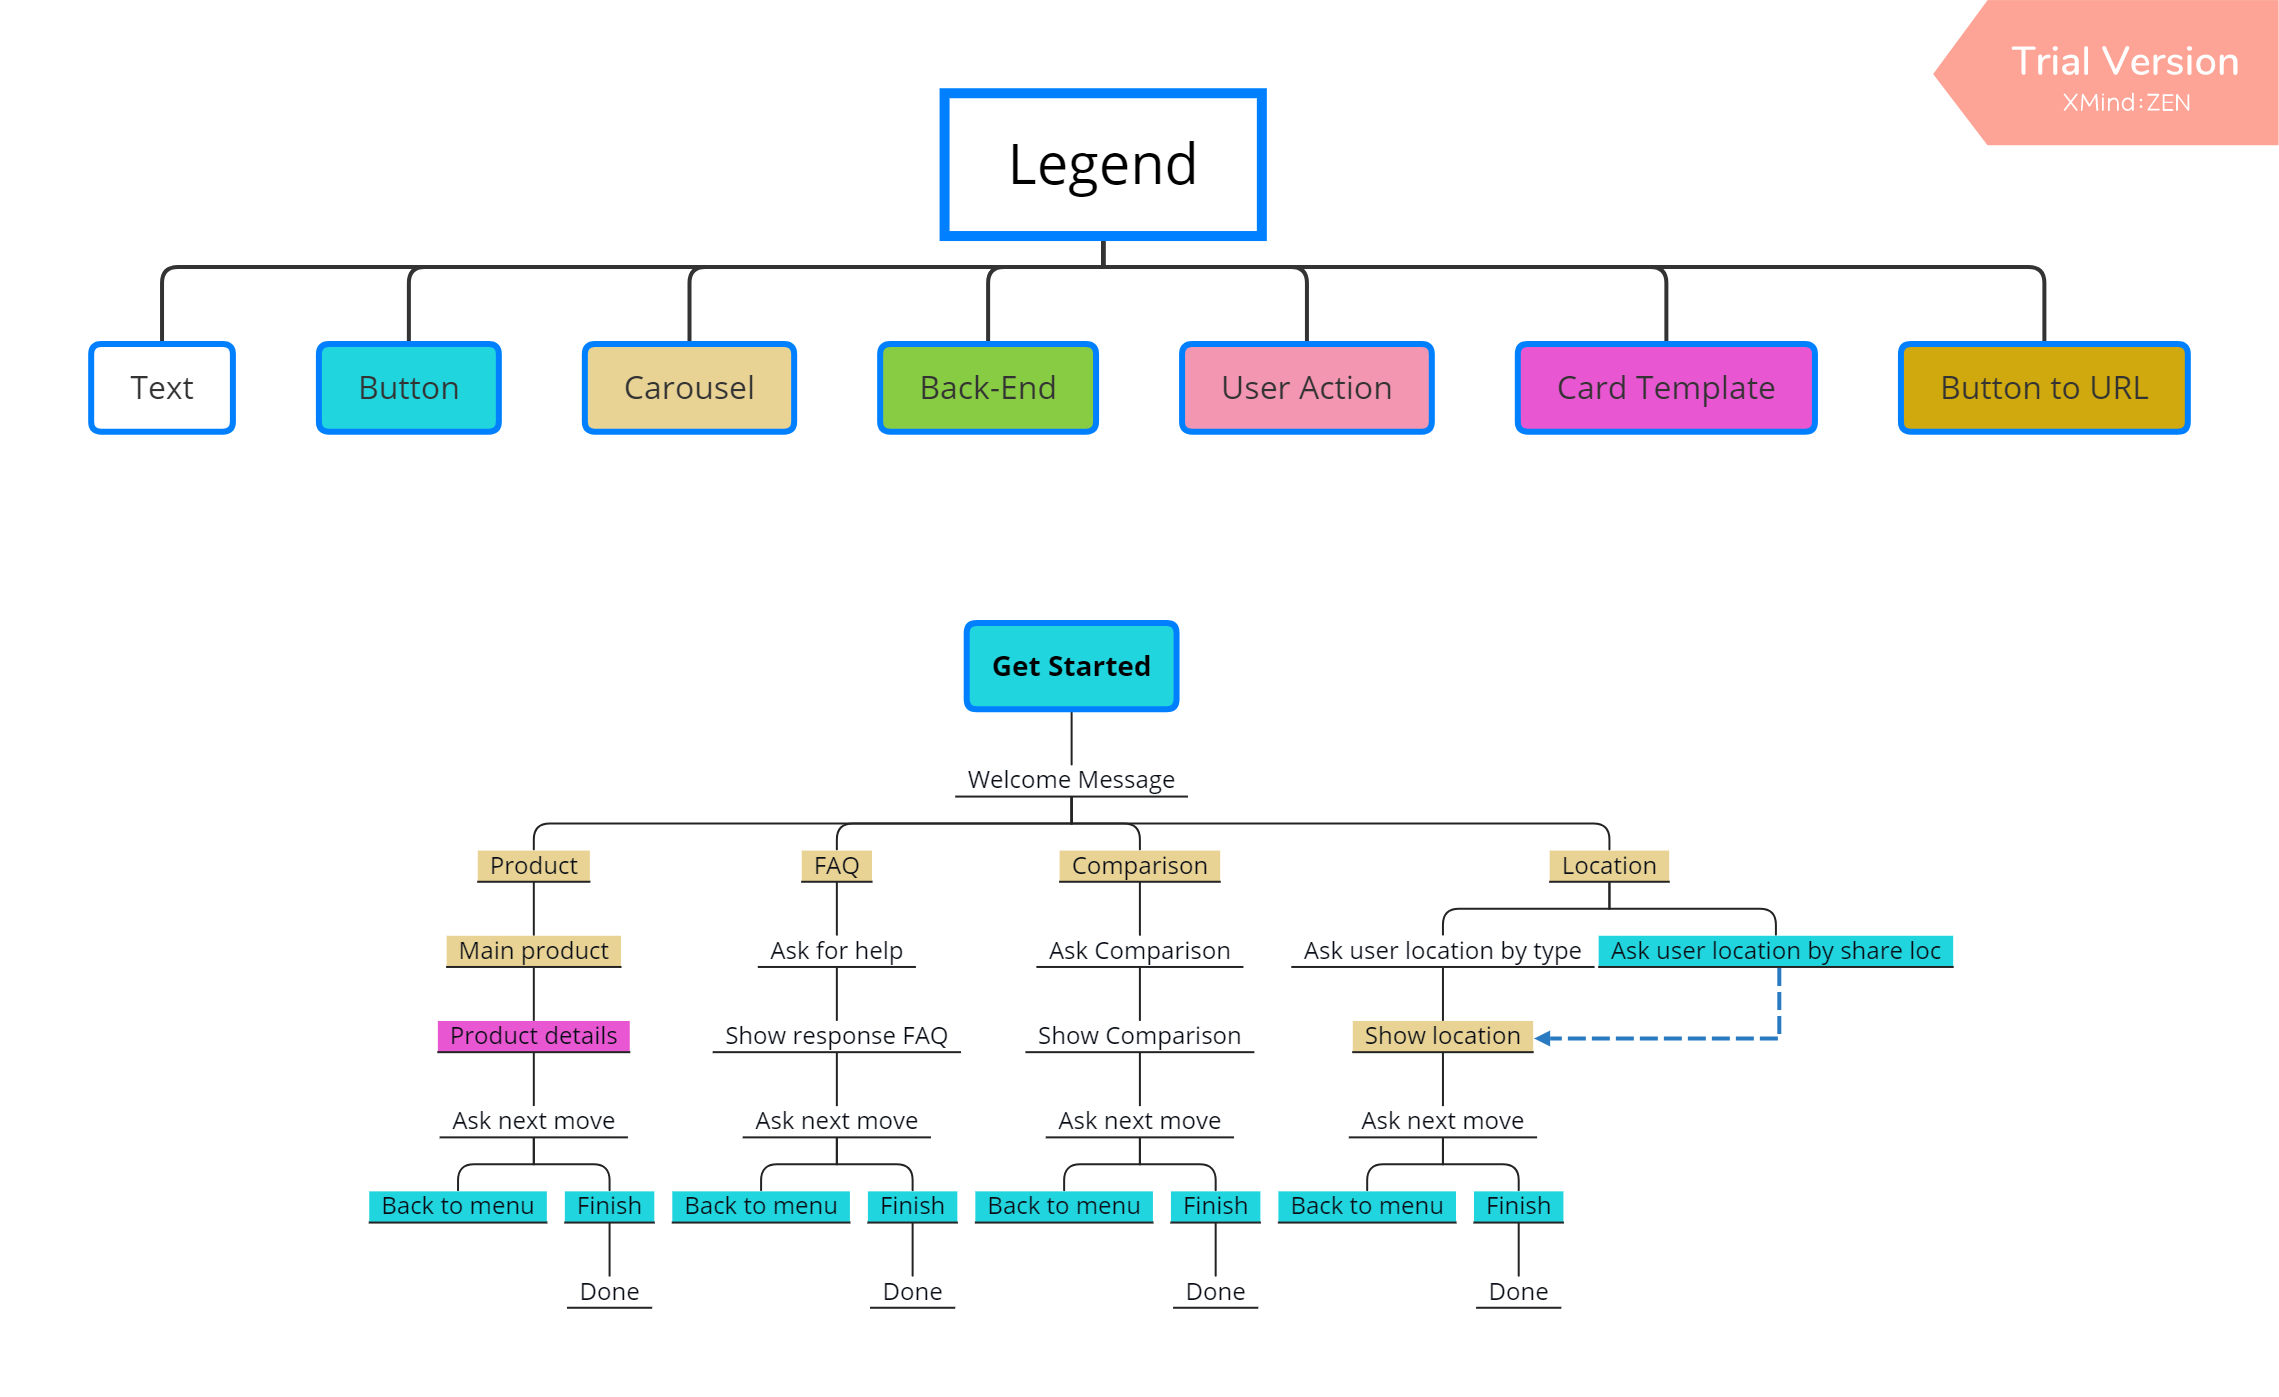 Trial Version
XMind:ZEN
Legend
Text
Button
Carousel
Back-End
User Action
Card Template
Button to URL
Get Started
Welcome Message
Product
FAQ
Comparison
Location
Main product
Ask for help
Ask Comparison
Ask user location by type
Ask user location by share loc
Product details
Show response FAQ
Show Comparison
Show location
Ask next move
Ask next move
Ask next move
Ask next move
Back to menu
Finish
Back to menu
Finish
Back to menu
Finish
Back to menu
Finish
Done
Done
Done
Done